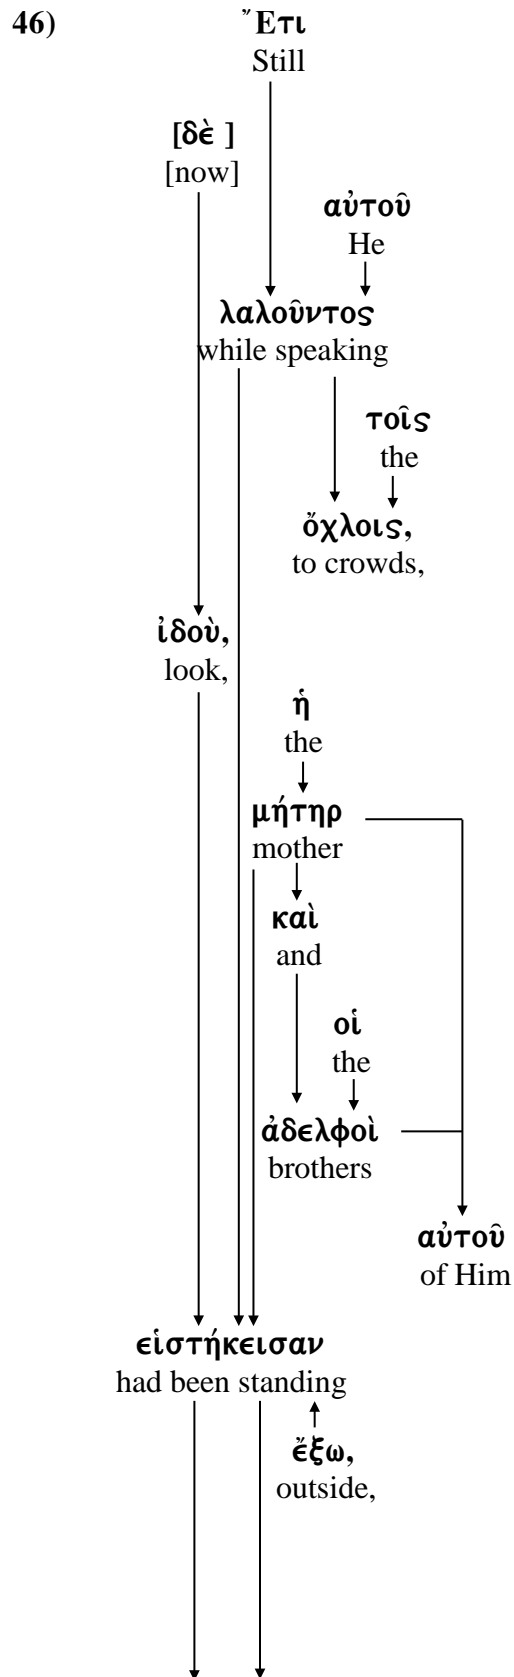 46) Ἔτι
Still
[δὲ ]
[now]
αὐτοῦ
He
λαλοῦντος
while speaking
τοῖς
the
ὄχλοις,
to crowds,
ἰδοὺ,
look,
ἡ
the
μήτηρ
mother
καὶ
and
οἱ
the
ἀδελφοὶ
brothers
αὐτοῦ
of Him
εἱστήκεισαν
had been standing
ἔξω,
outside,